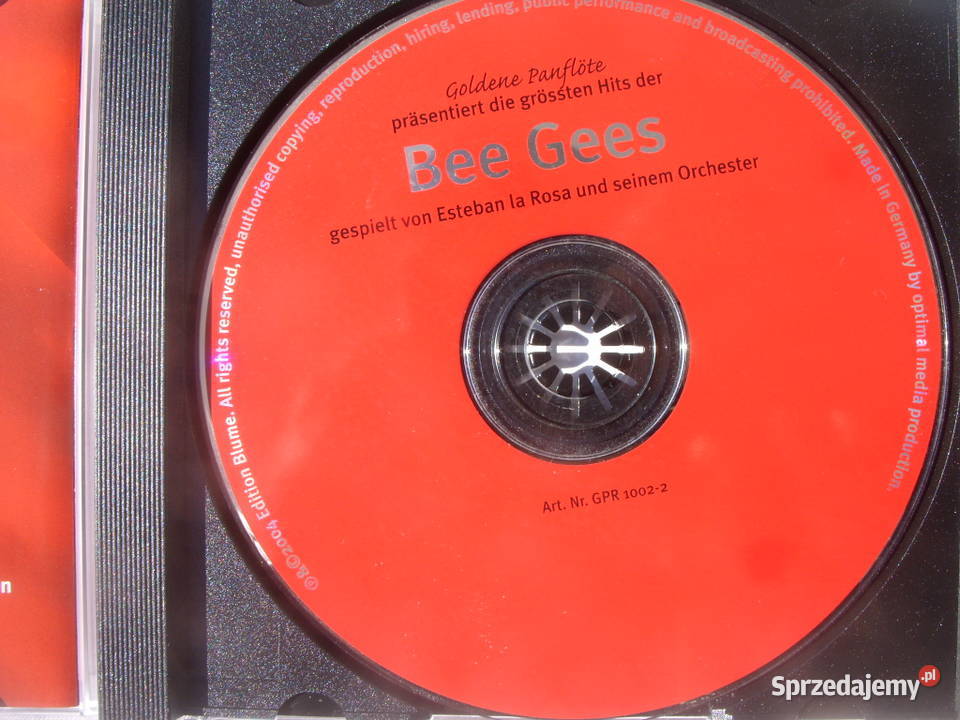 Goldene Panflöte
präsentiert die grössten Hits der
Bee Gees
gespielt von Esteban la Rosa und seinem Orchester
Art. Nr. GPR 1002-2
℗&©2004 Edition Blume. All rights reserved, unauthorised copying, reproduction, hiring, lending, public performance and broadcasting prohibited. Made in Germany by optimal media production.
n
Sprzedajemy.pl